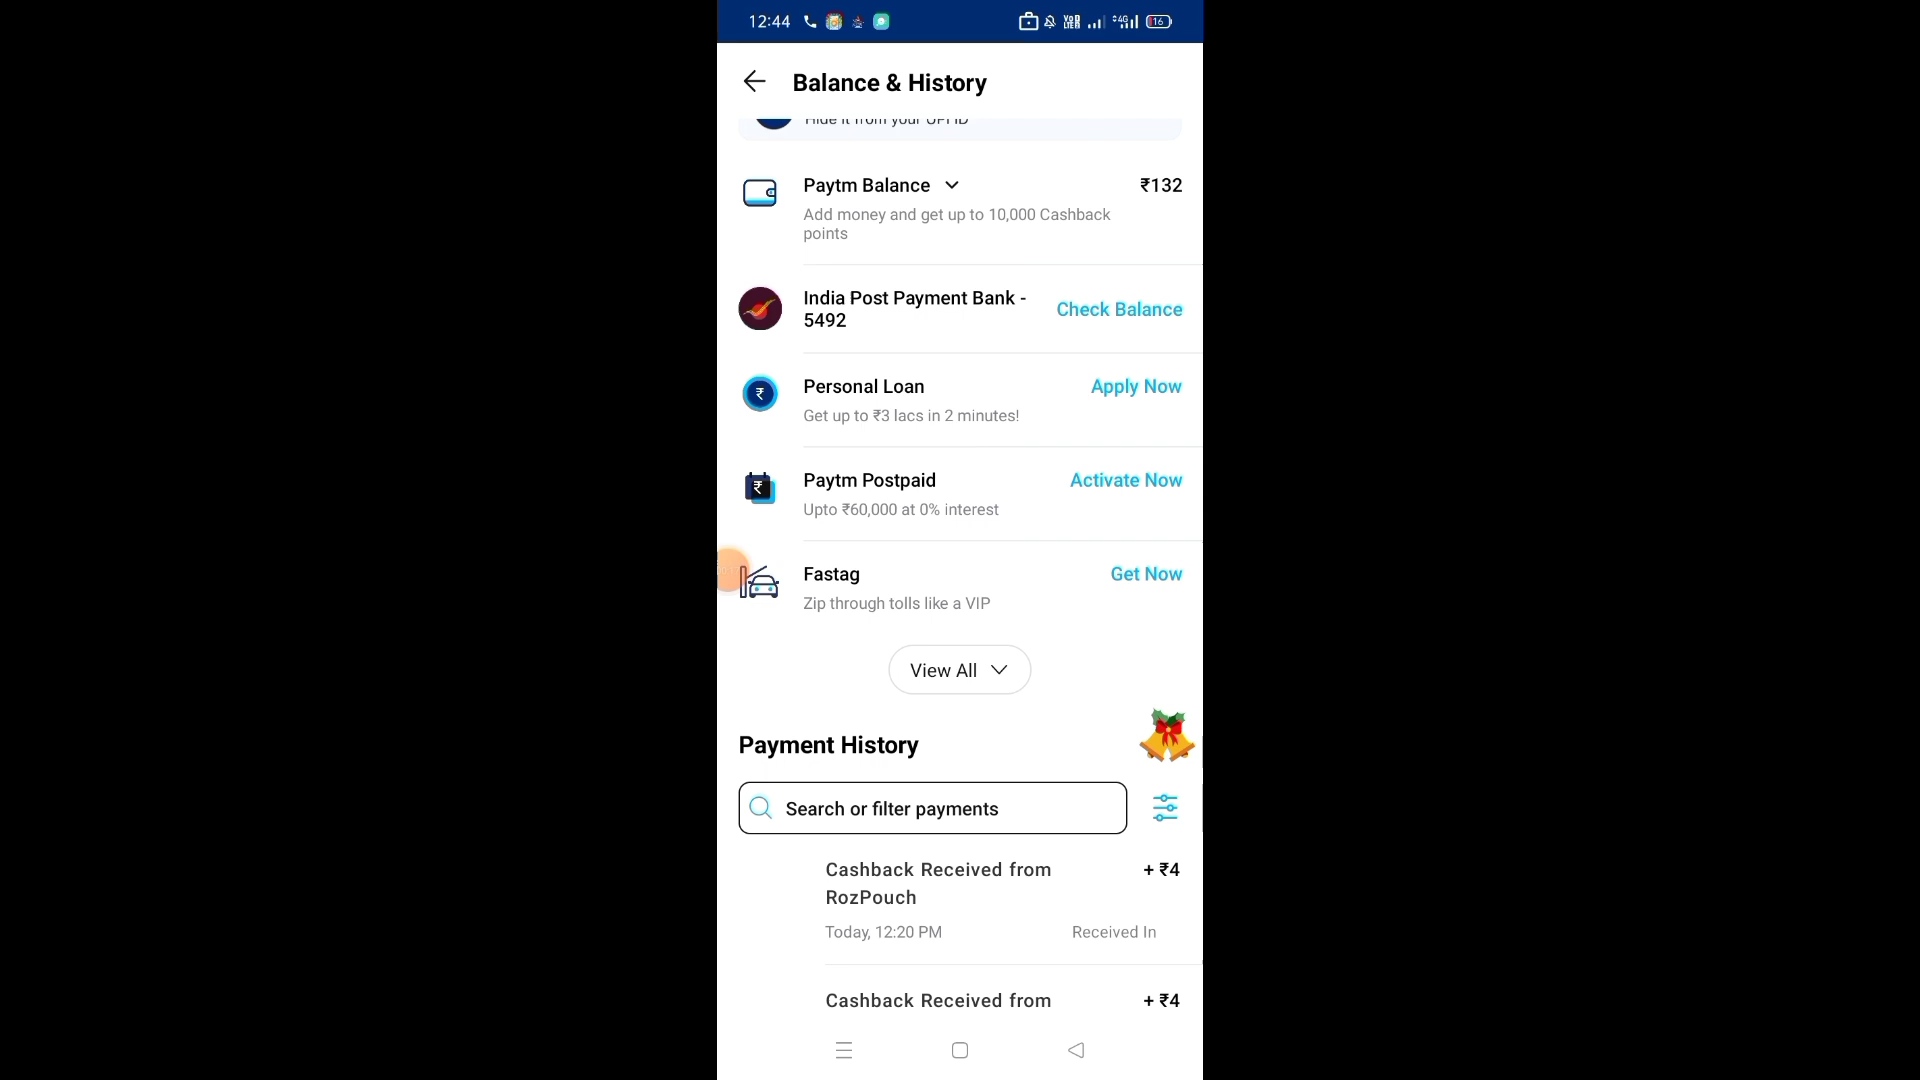 12:44
16
Balance & History
Hide it from your UPI ID
Paytm Balance ₹132
Add money and get up to 10,000 Cashback
points
India Post Payment Bank -
5492
Check Balance
Personal Loan Apply Now
Get up to ₹3 lacs in 2 minutes!
Paytm Postpaid Activate Now
Upto ₹60,000 at 0% interest
Fastag Get Now
Zip through tolls like a VIP
View All
Payment History
Search or filter payments
Cashback Received from + ₹4
RozPouch
Today, 12:20 PM Received In
Cashback Received from + ₹4